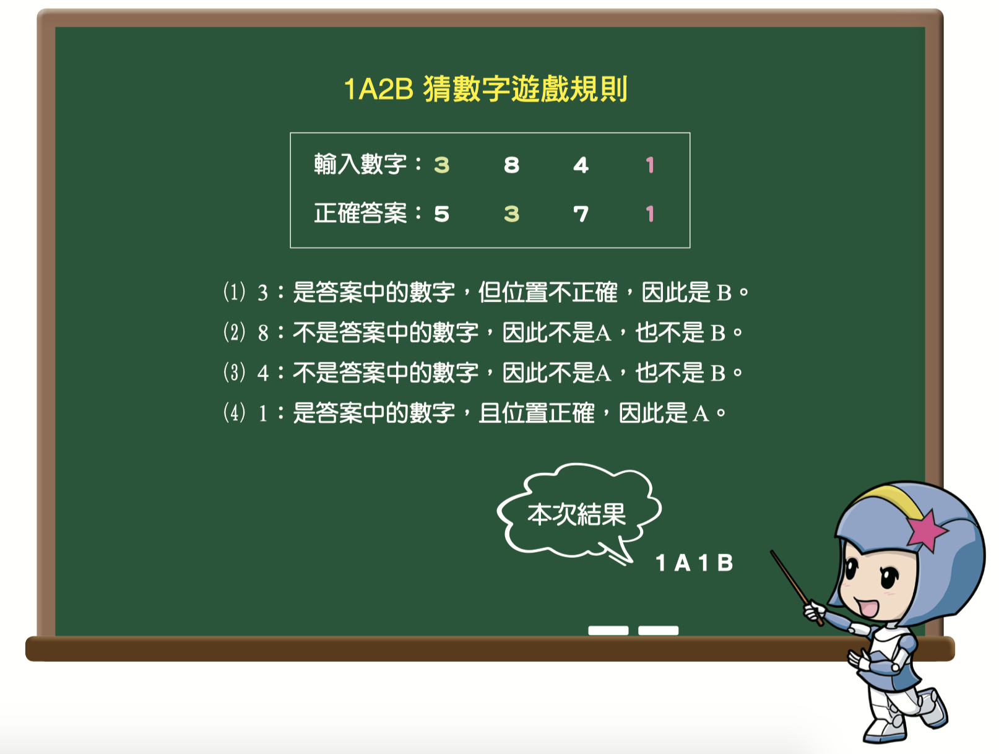 1A2B 猜數字遊戲規則
輸入數字：3 8 4 1
正確答案：5 3 7 1
(1) 3：是答案中的數字，但位置不正確，因此是 B。
(2) 8：不是答案中的數字，因此不是A，也不是 B。
(3) 4：不是答案中的數字，因此不是A，也不是 B。
(4) 1：是答案中的數字，且位置正確，因此是 A。
本次結果
1A1B